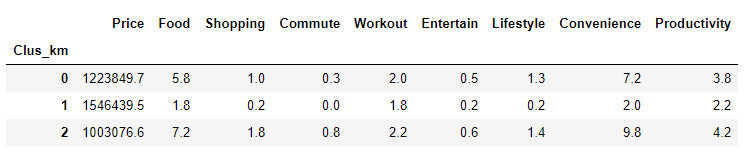 Price Food Shopping Commute Workout Entertain Lifestyle Convenience Productivity
Clus_km
0 1223849.7 5.8 1.0 0.3 2.0 0.5 1.3 7.2 3.8
1 1546439.5 1.8 0.2 0.0 1.8 0.2 0.2 2.0 2.2
2 1003076.6 7.2 1.8 0.8 2.2 0.6 1.4 9.8 4.2